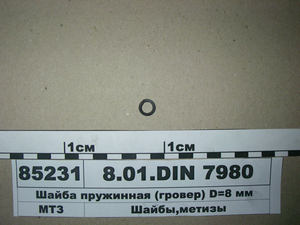 1см 1см
85231 8.01.DIN 7980
Шайба пружинная (гровер) D=8 мм
МТЗ Шайбы,метизы